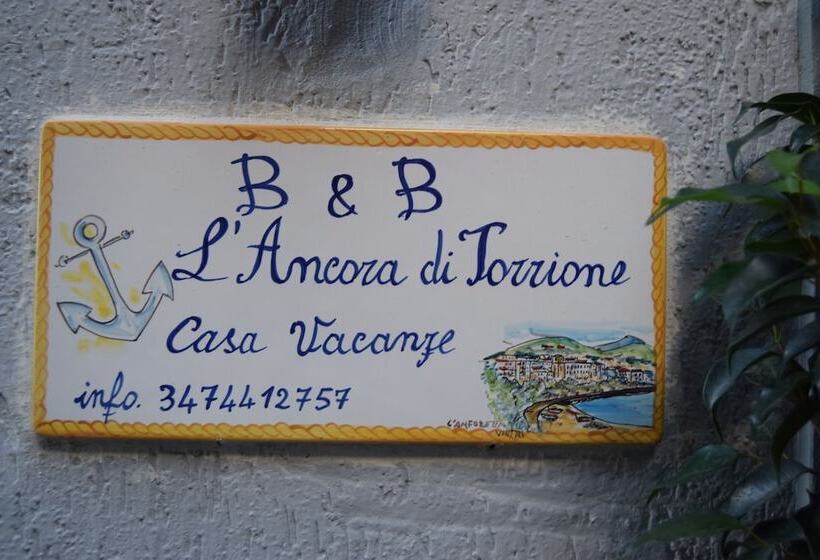 B & B
L'Ancora di Torrione
Casa Vacanze
info. 3474412757